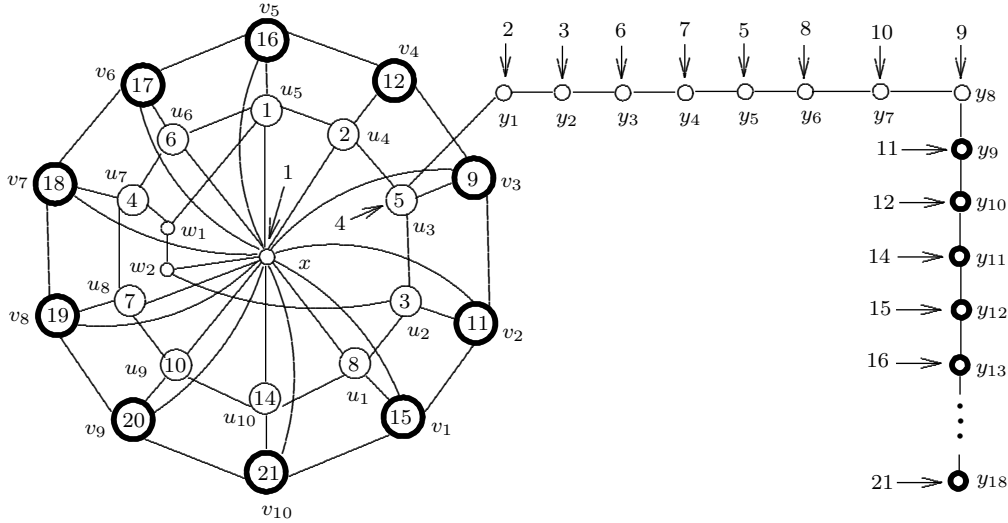 v5
16
v4
12
v6
17
u5
1
u6
6
2
u4
2 3 6 7 5 8 10 9
y1 y2 y3 y4 y5 y6 y7 y8
11 y9
v7
18
u7
4
1
9
v3
5
4
u3
12 y10
w1
w2
x
14 y11
v8
19
u8
7
3
u2
11
v2
15 y12
u9
10
8
u1
16 y13
v9
20
u10
14
15
v1
21
v10
21 y18